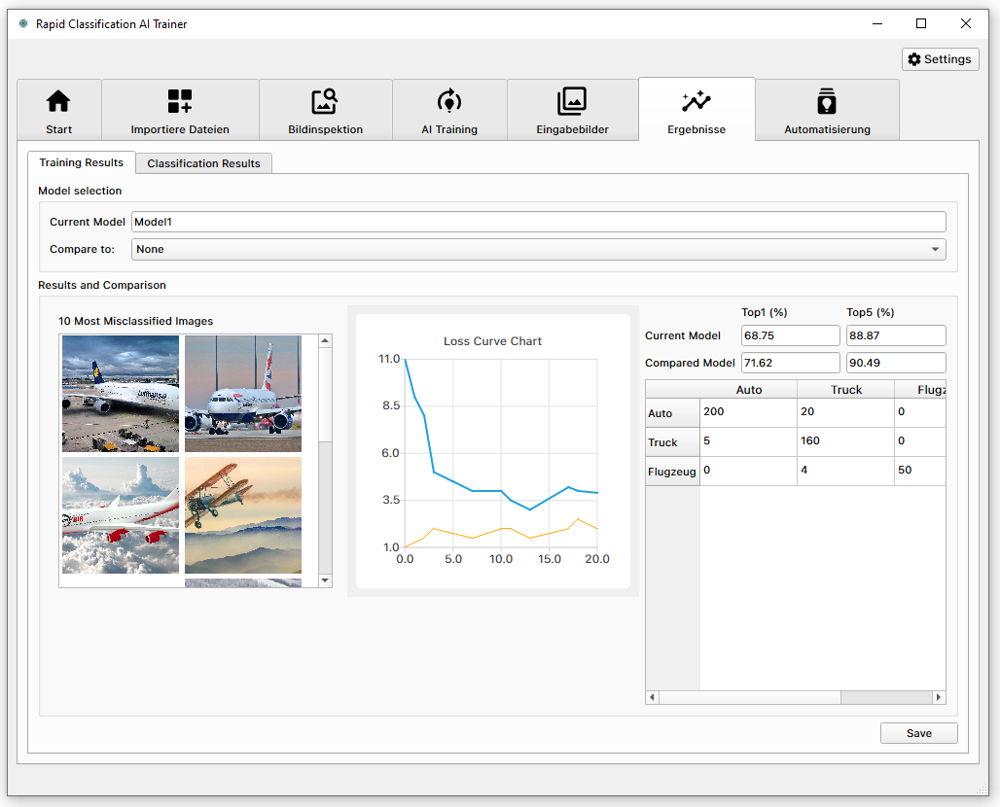 Rapid Classification AI Trainer
Settings
Start
Importiere Dateien
Bildinspektion
AI Training
Eingabebilder
Ergebnisse
Automatisierung
Training Results
Classification Results
Model selection
Current Model Model1
Compare to: None
Results and Comparison
10 Most Misclassified Images
Lufthansa
Loss Curve Chart
11.0
8.5
6.0
3.5
1.0
0.0 5.0 10.0 15.0 20.0
Top1 (%) Top5 (%)
Current Model 68.75 88.87
Compared Model 71.62 90.49
Auto Truck Flugz
Auto 200 20 0
Truck 5 160 0
Flugzeug 0 4 50
Save